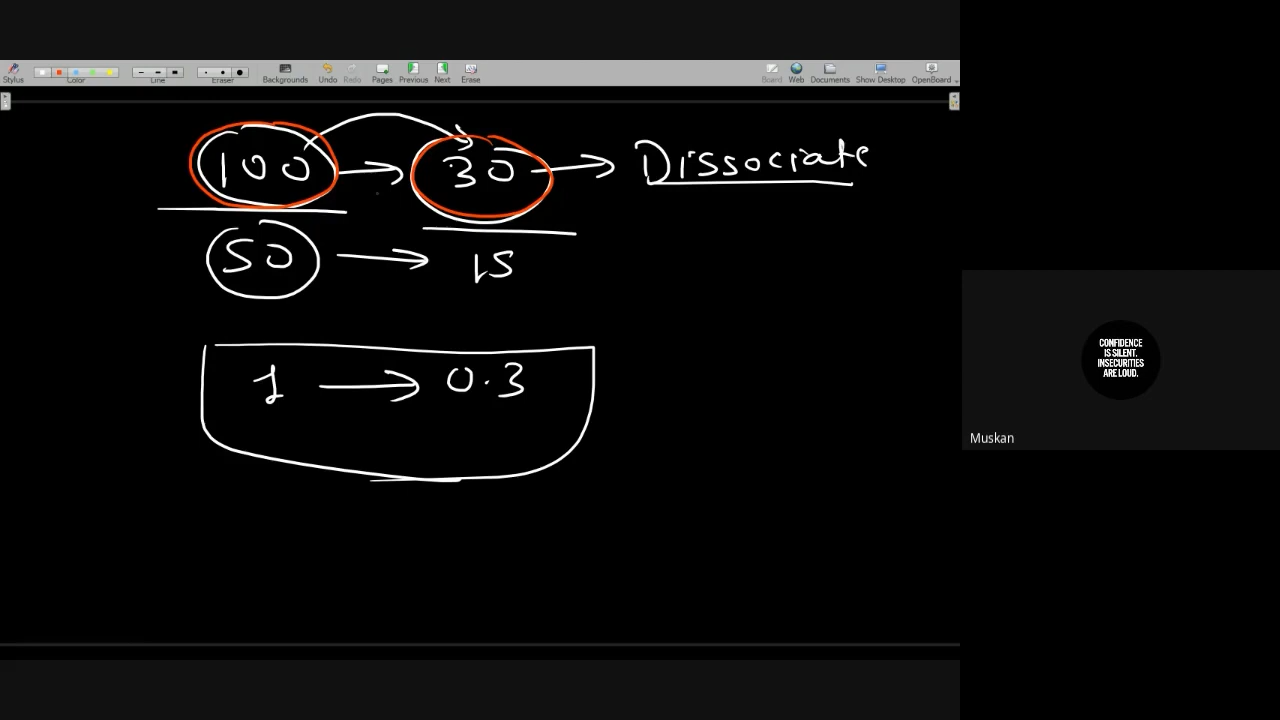 Stylus Color Line Eraser Backgrounds Undo Redo Pages Previous Next Erase Board Web Documents Show Desktop OpenBoard
100 → 30 → Dissociate
50 → 15
1 → 0.3
CONFIDENCE
IS SILENT.
INSECURITIES
ARE LOUD.
Muskan